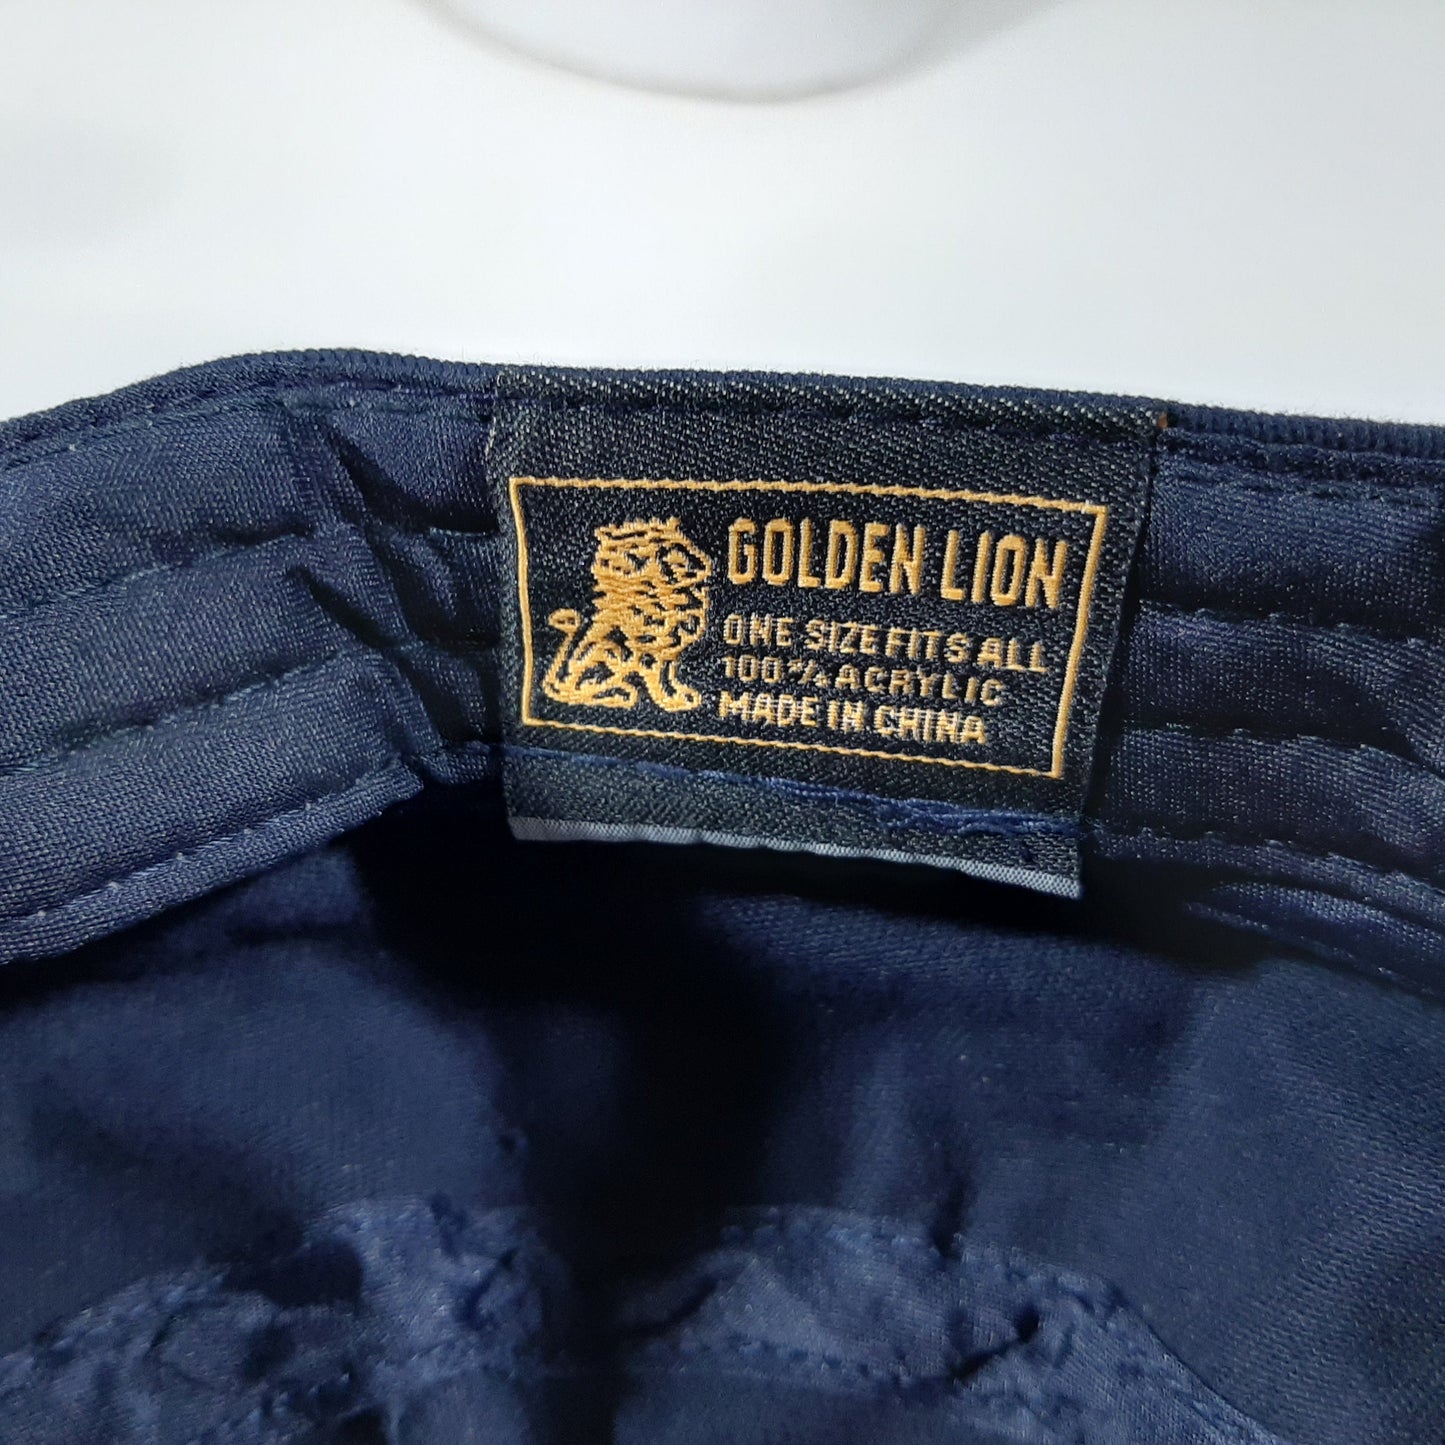 GOLDEN LION
ONE SIZE FITS ALL
100% ACRYLIC
MADE IN CHINA